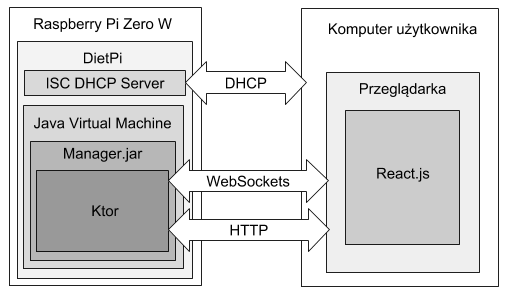 Raspberry Pi Zero W
DietPi
ISC DHCP Server
Java Virtual Machine
Manager.jar
Ktor
DHCP
WebSockets
HTTP
Komputer użytkownika
Przeglądarka
React.js